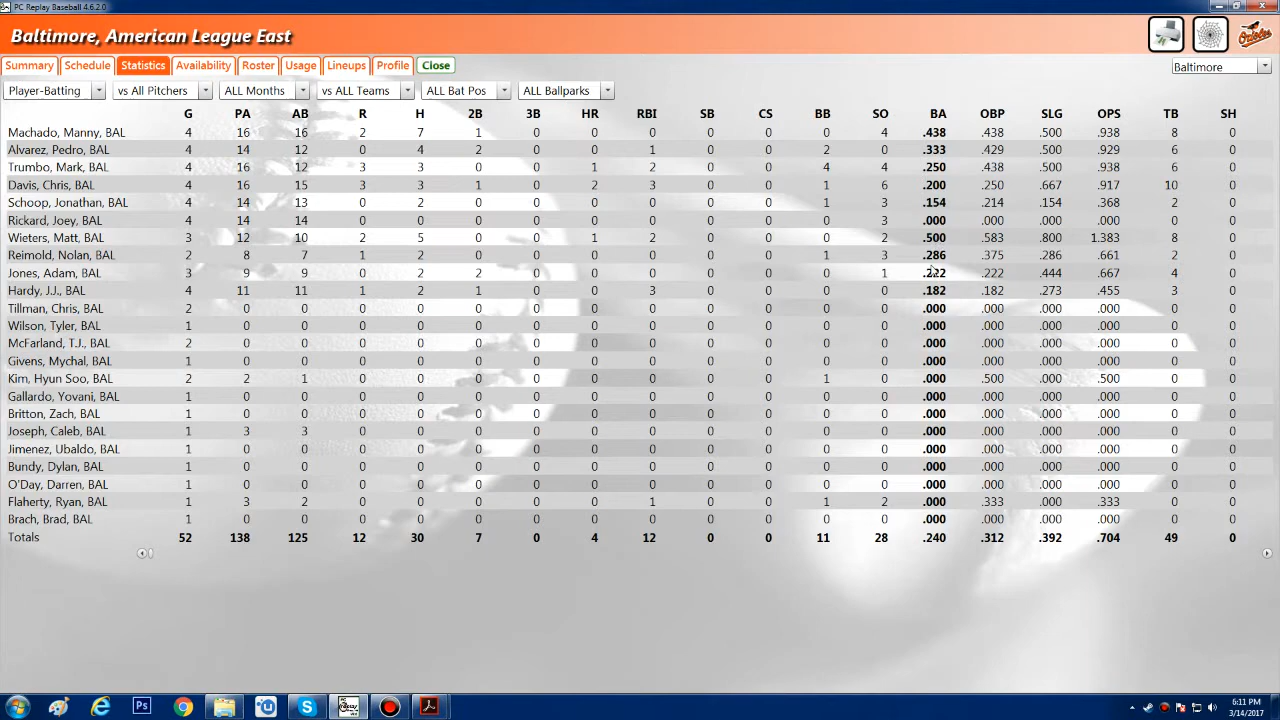 PC Replay Baseball 4.6.2.0
Baltimore, American League East
Orioles
Summary Schedule Statistics Availability Roster Usage Lineups Profile Close Baltimore
Player-Batting vs All Pitchers ALL Months vs ALL Teams ALL Bat Pos ALL Ballparks
G PA AB R H 2B 3B HR RBI SB CS BB SO BA OBP SLG OPS TB SH
Machado, Manny, BAL 4 16 16 2 7 1 0 0 0 0 0 0 4 .438 .438 .500 .938 8 0
Alvarez, Pedro, BAL 4 14 12 0 4 2 0 0 1 0 0 2 0 .333 .429 .500 .929 6 0
Trumbo, Mark, BAL 4 16 12 3 3 0 0 1 2 0 0 4 4 .250 .438 .500 .938 6 0
Davis, Chris, BAL 4 16 15 3 3 1 0 2 3 0 0 1 6 .200 .250 .667 .917 10 0
Schoop, Jonathan, BAL 4 14 13 0 2 0 0 0 0 0 0 1 3 .154 .214 .154 .368 2 0
Rickard, Joey, BAL 4 14 14 0 0 0 0 0 0 0 0 0 3 .000 .000 .000 .000 0 0
Wieters, Matt, BAL 3 12 10 2 5 0 0 1 2 0 0 0 2 .500 .583 .800 1.383 8 0
Reimold, Nolan, BAL 2 8 7 1 2 0 0 0 0 0 0 1 3 .286 .375 .286 .661 2 0
Jones, Adam, BAL 3 9 9 0 2 2 0 0 0 0 0 0 1 .222 .222 .444 .667 4 0
Hardy, J.J., BAL 4 11 11 1 2 1 0 0 3 0 0 0 0 .182 .182 .273 .455 3 0
Tillman, Chris, BAL 2 0 0 0 0 0 0 0 0 0 0 0 0 .000 .000 .000 .000 0 0
Wilson, Tyler, BAL 1 0 0 0 0 0 0 0 0 0 0 0 0 .000 .000 .000 .000 0 0
McFarland, T.J., BAL 2 0 0 0 0 0 0 0 0 0 0 0 0 .000 .000 .000 .000 0 0
Givens, Mychal, BAL 1 0 0 0 0 0 0 0 0 0 0 0 0 .000 .000 .000 .000 0 0
Kim, Hyun Soo, BAL 2 2 1 0 0 0 0 0 0 0 0 1 0 .000 .500 .000 .500 0 0
Gallardo, Yovani, BAL 1 0 0 0 0 0 0 0 0 0 0 0 0 .000 .000 .000 .000 0 0
Britton, Zach, BAL 1 0 0 0 0 0 0 0 0 0 0 0 0 .000 .000 .000 .000 0 0
Joseph, Caleb, BAL 1 3 3 0 0 0 0 0 0 0 0 0 0 .000 .000 .000 .000 0 0
Jimenez, Ubaldo, BAL 1 0 0 0 0 0 0 0 0 0 0 0 0 .000 .000 .000 .000 0 0
Bundy, Dylan, BAL 1 0 0 0 0 0 0 0 0 0 0 0 0 .000 .000 .000 .000 0 0
O'Day, Darren, BAL 1 0 0 0 0 0 0 0 0 0 0 0 0 .000 .000 .000 .000 0 0
Flaherty, Ryan, BAL 1 3 2 0 0 0 0 0 1 0 0 1 2 .000 .333 .000 .333 0 0
Brach, Brad, BAL 1 0 0 0 0 0 0 0 0 0 0 0 0 .000 .000 .000 .000 0 0
Totals 52 138 125 12 30 7 0 4 12 0 0 11 28 .240 .312 .392 .704 49 0
Ps
6:11 PM
3/14/2017